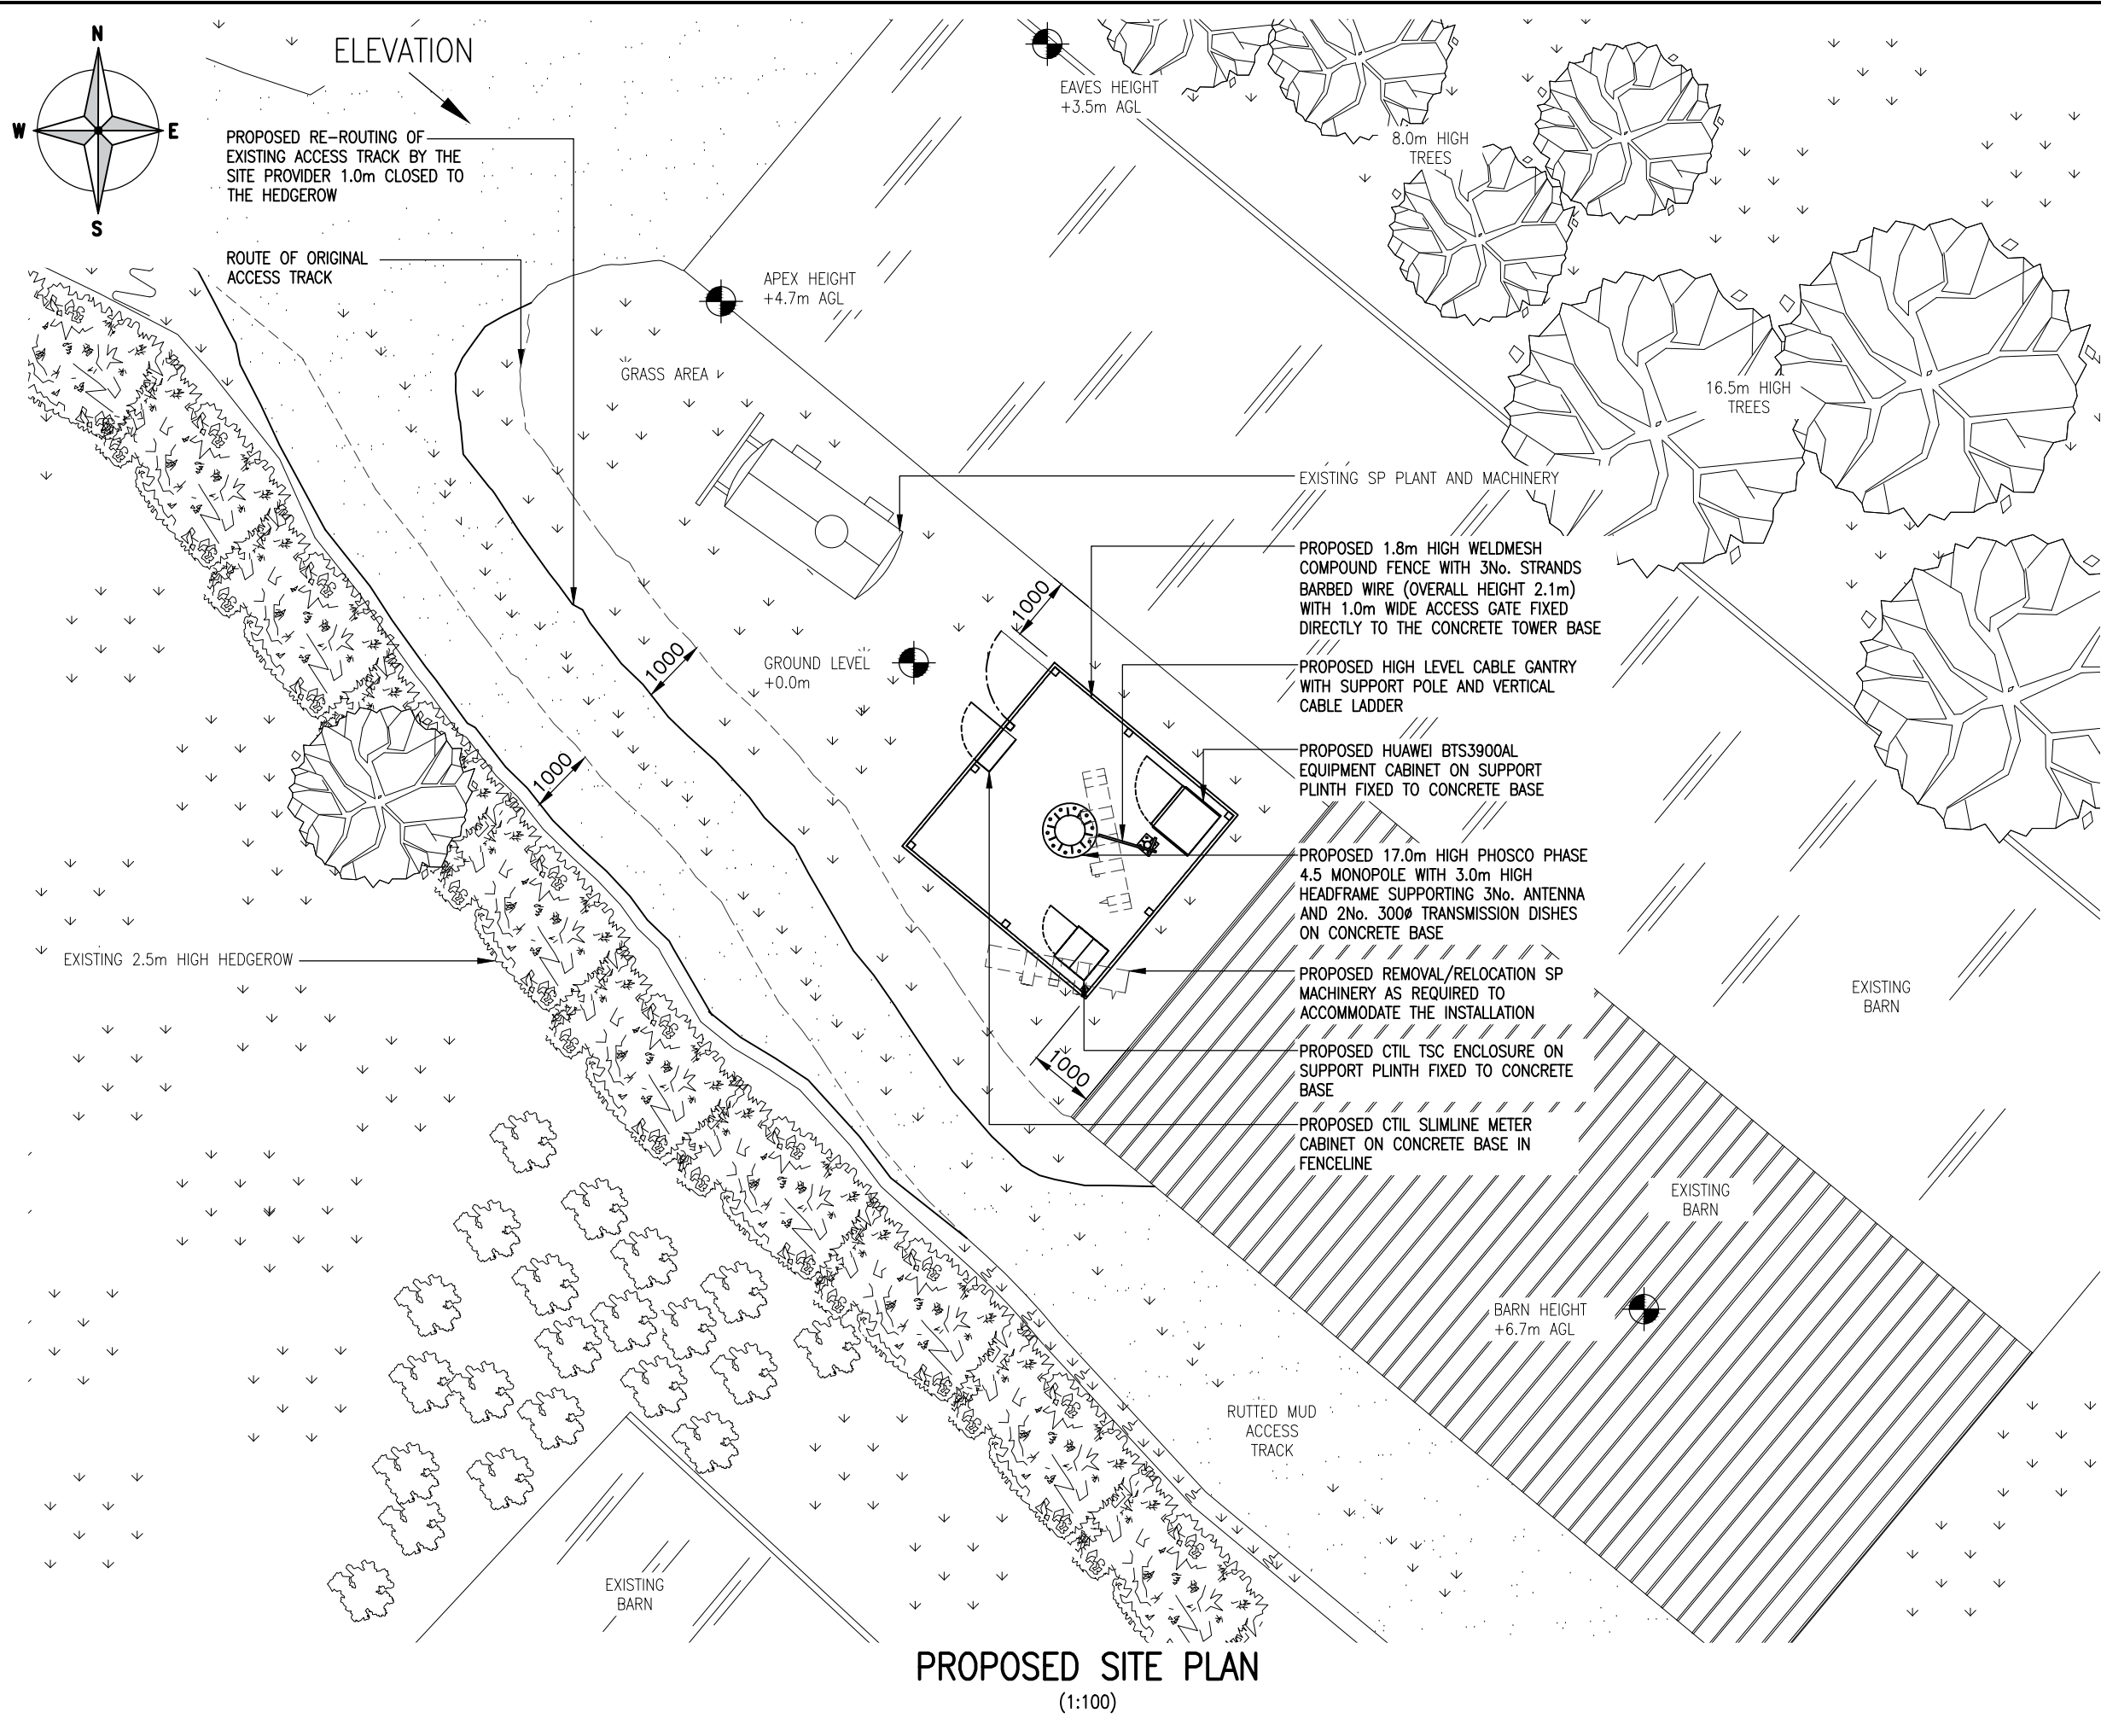 N
W
E
S
ELEVATION
PROPOSED RE-ROUTING OF
EXISTING ACCESS TRACK BY THE
SITE PROVIDER 1.0m CLOSED TO
THE HEDGEROW
ROUTE OF ORIGINAL
ACCESS TRACK
EAVES HEIGHT
+3.5m AGL
8.0m HIGH
TREES
APEX HEIGHT
+4.7m AGL
GRASS AREA
16.5m HIGH
TREES
EXISTING SP PLANT AND MACHINERY
PROPOSED 1.8m HIGH WELDMESH
COMPOUND FENCE WITH 3No. STRANDS
BARBED WIRE (OVERALL HEIGHT 2.1m)
WITH 1.0m WIDE ACCESS GATE FIXED
DIRECTLY TO THE CONCRETE TOWER BASE
1000
1000
GROUND LEVEL
+0.0m
PROPOSED HIGH LEVEL CABLE GANTRY
WITH SUPPORT POLE AND VERTICAL
CABLE LADDER
1000
PROPOSED HUAWEI BTS3900AL
EQUIPMENT CABINET ON SUPPORT
PLINTH FIXED TO CONCRETE BASE
PROPOSED 17.0m HIGH PHOSCO PHASE
4.5 MONOPOLE WITH 3.0m HIGH
HEADFRAME SUPPORTING 3No. ANTENNA
AND 2No. 300ø TRANSMISSION DISHES
ON CONCRETE BASE
EXISTING 2.5m HIGH HEDGEROW
PROPOSED REMOVAL/RELOCATION SP
MACHINERY AS REQUIRED TO
ACCOMMODATE THE INSTALLATION
EXISTING
BARN
PROPOSED CTIL TSC ENCLOSURE ON
SUPPORT PLINTH FIXED TO CONCRETE
BASE
1000
PROPOSED CTIL SLIMLINE METER
CABINET ON CONCRETE BASE IN
FENCELINE
EXISTING
BARN
BARN HEIGHT
+6.7m AGL
RUTTED MUD
ACCESS
TRACK
EXISTING
BARN
PROPOSED SITE PLAN
(1:100)